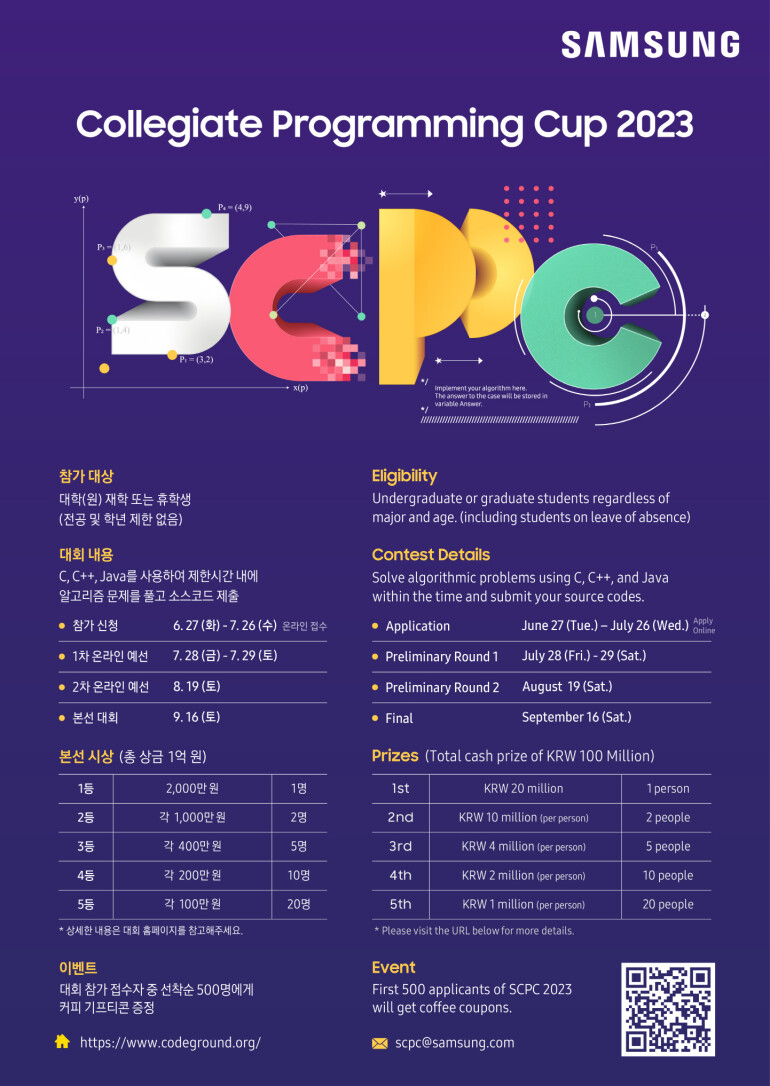 SAMSUNG
Collegiate Programming Cup 2023
y(p)
P₄ = (4,9)
P₃ = (1,6)
P₂ = (1,4)
P₁ = (3,2)
x(p)
SCPC
*/
Implement your algorithm here.
The answer to the case will be stored in
variable Answer.
*/
1
참가 대상
대학(원) 재학 또는 휴학생
(전공 및 학년 제한 없음)
대회 내용
C, C++, Java를 사용하여 제한시간 내에
알고리즘 문제를 풀고 소스코드 제출
참가 신청 6. 27 (화) - 7. 26 (수) 온라인 접수
1차 온라인 예선 7. 28 (금) - 7. 29 (토)
2차 온라인 예선 8. 19 (토)
본선 대회 9. 16 (토)
본선 시상 (총 상금 1억 원)
1등 2,000만 원 1명
2등 각 1,000만 원 2명
3등 각 400만 원 5명
4등 각 200만 원 10명
5등 각 100만 원 20명
* 상세한 내용은 대회 홈페이지를 참고해주세요.
이벤트
대회 참가 접수자 중 선착순 500명에게
커피 기프티콘 증정
https://www.codeground.org/
Eligibility
Undergraduate or graduate students regardless of
major and age. (including students on leave of absence)
Contest Details
Solve algorithmic problems using C, C++, and Java
within the time and submit your source codes.
Application June 27 (Tue.) – July 26 (Wed.) Apply Online
Preliminary Round 1 July 28 (Fri.) - 29 (Sat.)
Preliminary Round 2 August 19 (Sat.)
Final September 16 (Sat.)
Prizes (Total cash prize of KRW 100 Million)
1st KRW 20 million 1 person
2nd KRW 10 million (per person) 2 people
3rd KRW 4 million (per person) 5 people
4th KRW 2 million (per person) 10 people
5th KRW 1 million (per person) 20 people
* Please visit the URL below for more details.
Event
First 500 applicants of SCPC 2023
will get coffee coupons.
scpc@samsung.com